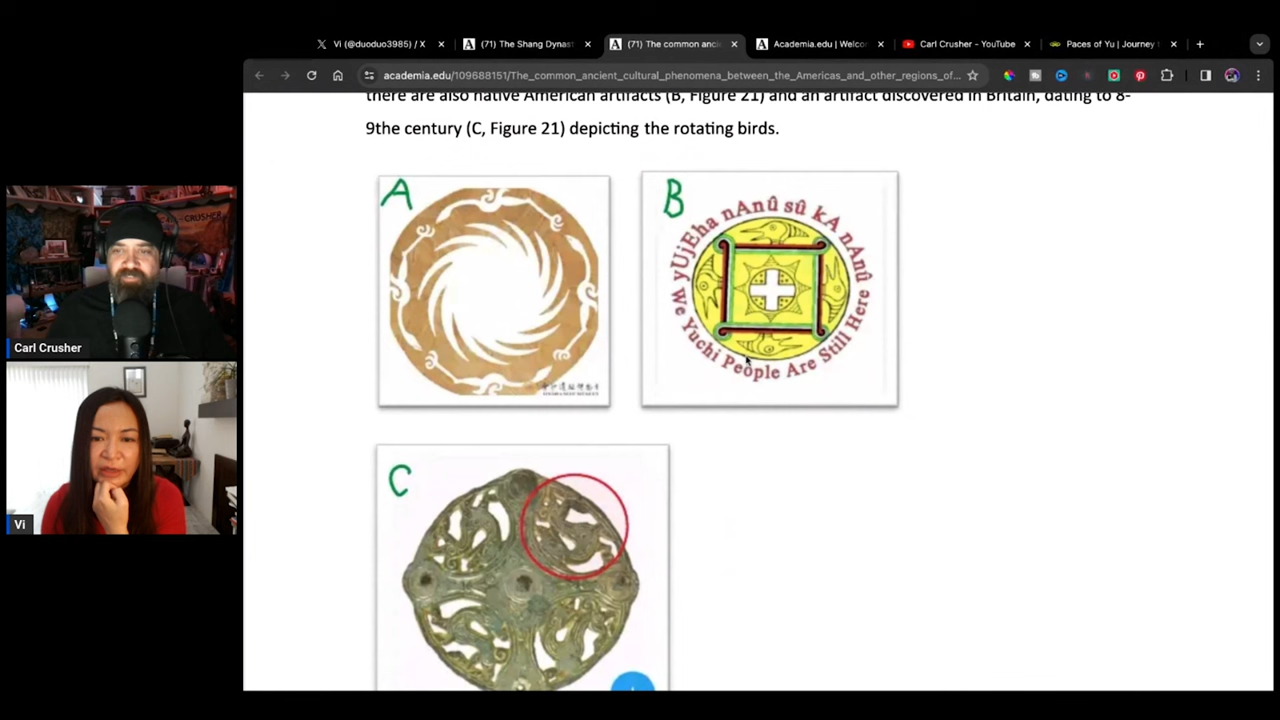 Vi (@duoduo3985) / X
(71) The Shang Dynast
(71) The common anci
Academia.edu | Welco
Carl Crusher - YouTube
Paces of Yu | Journey t
academia.edu/109688151/The_common_ancient_cultural_phenomena_between_the_Americas_and_other_regions_of...
there are also native American artifacts (B, Figure 21) and an artifact discovered in Britain, dating to 8-
9the century (C, Figure 21) depicting the rotating birds.
A
B
yUjEha nAnû sû kA nAnû
We Yuchi People Are Still Here
C
Carl Crusher
Vi